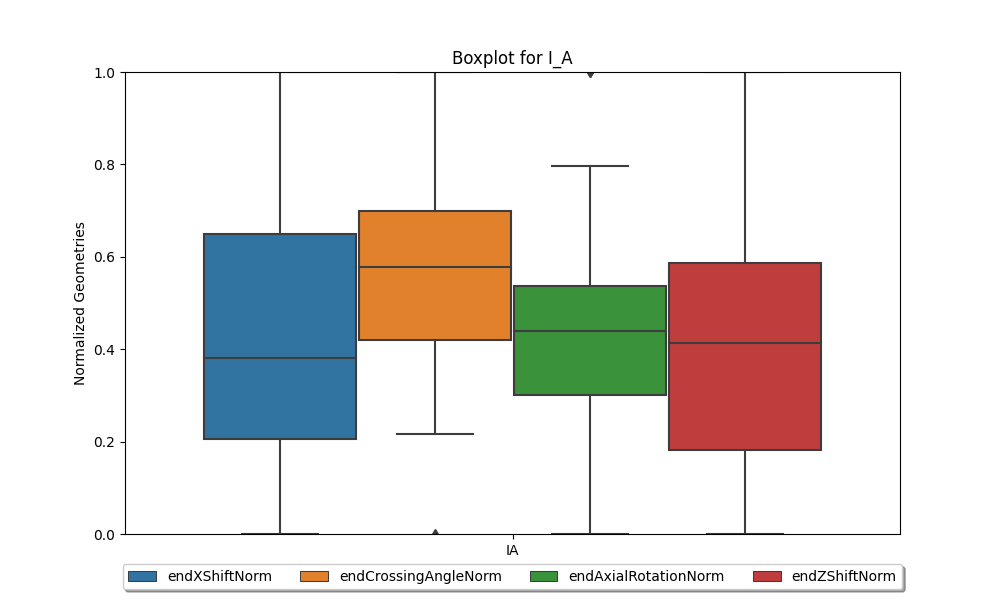 Boxplot for I_A
1.0
0.8
0.6
0.4
0.2
0.0
Normalized Geometries
IA
endXShiftNorm endCrossingAngleNorm endAxialRotationNorm endZShiftNorm